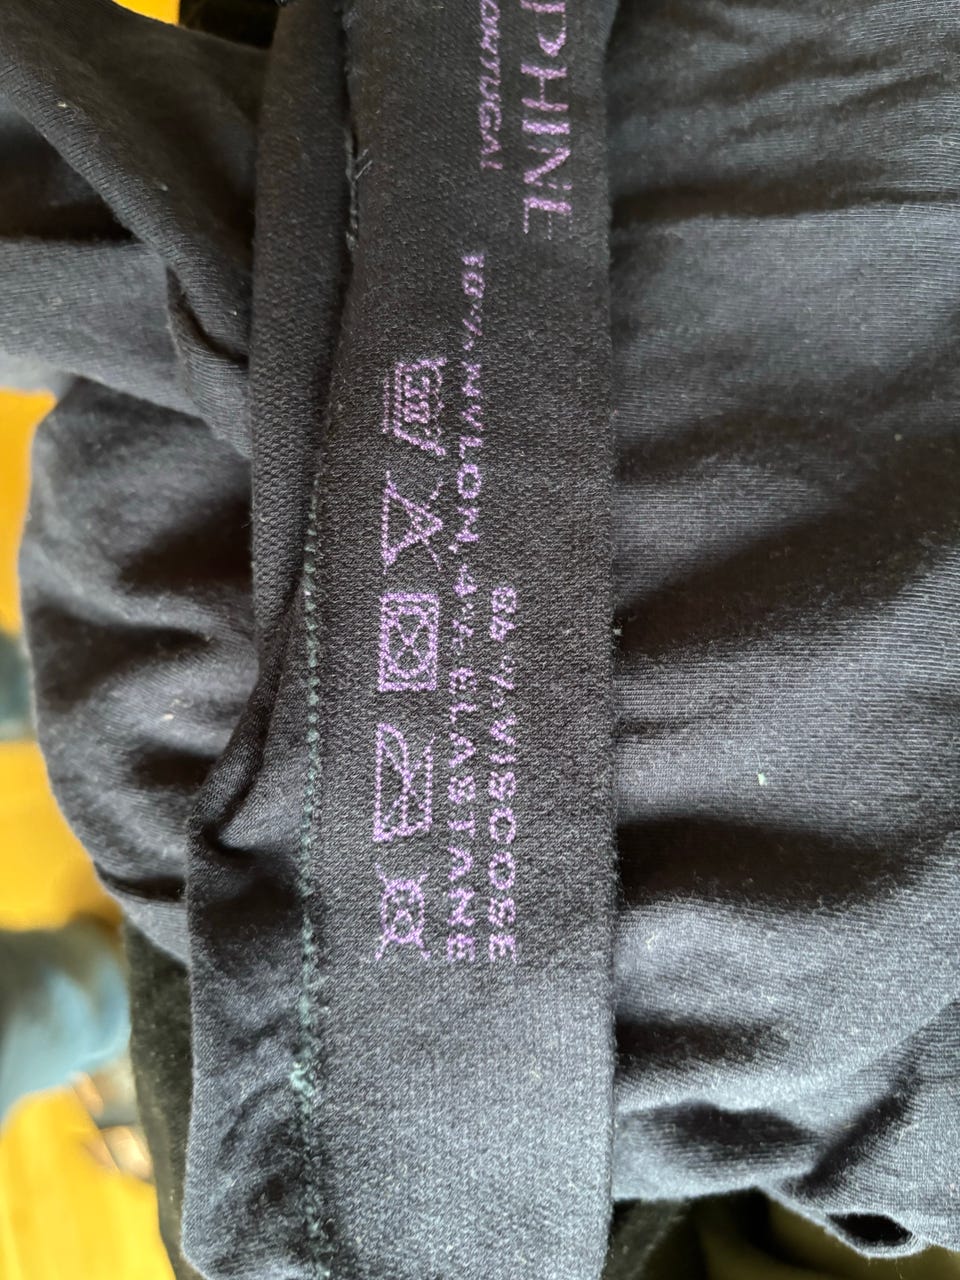 86% VISCOSE
10% NYLON, 4% ELASTANE